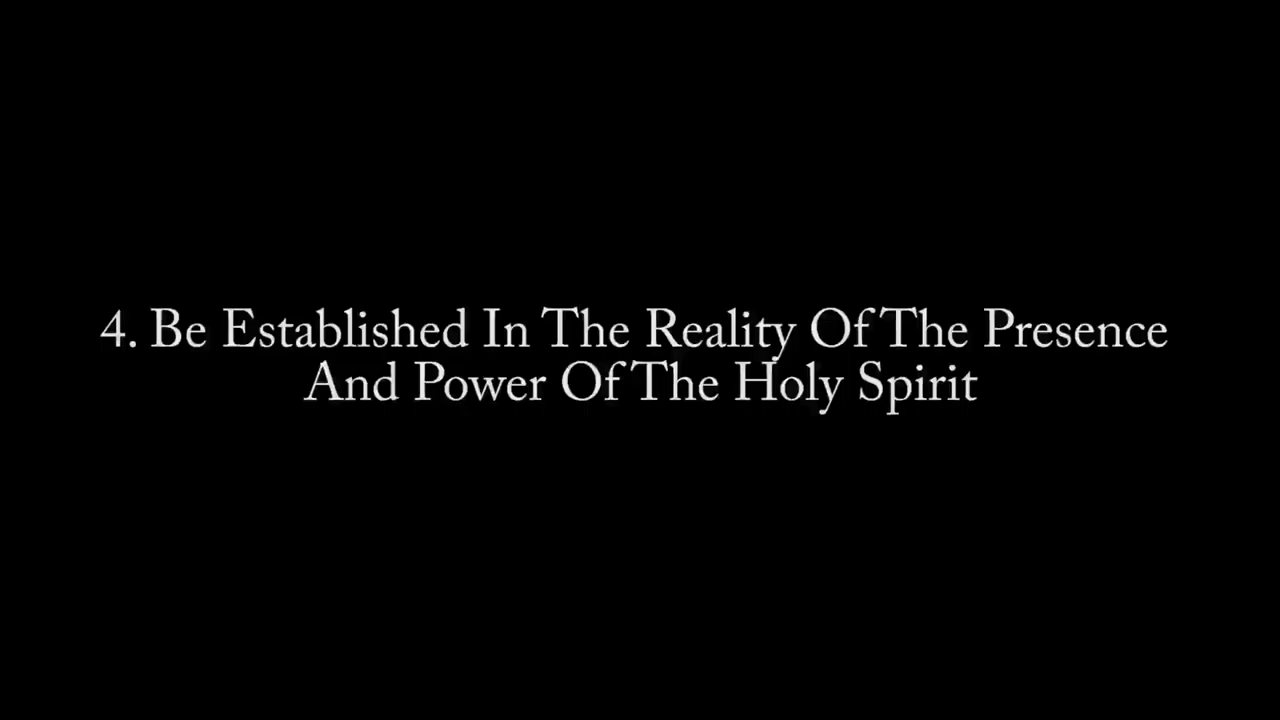 4. Be Established In The Reality Of The Presence
And Power Of The Holy Spirit